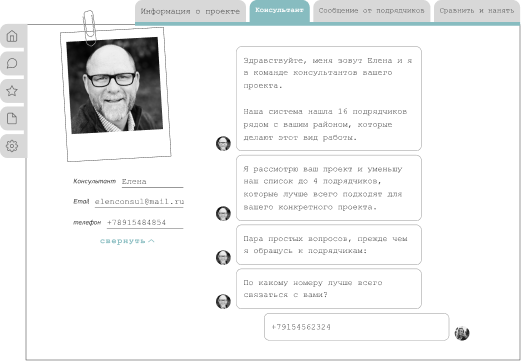 Информация о проекте
Консультант
Сообщение от подрядчиков
Сравнить и нанять
Консультант Елена
Email elenconsul@mail.ru
телефон +78915484854
свернуть
Здравствуйте, меня зовут Елена и я
в команде консультантов вашего
проекта.
Наша система нашла 16 подрядчиков
рядом с вашим районом, которые
делают этот вид работы.
Я рассмотрю ваш проект и уменьшу
наш список до 4 подрядчиков,
которые лучше всего подходят для
вашего конкретного проекта.
Пара простых вопросов, прежде чем
я обращусь к подрядчикам:
По какому номеру лучше всего
связаться с вами?
+79154562324